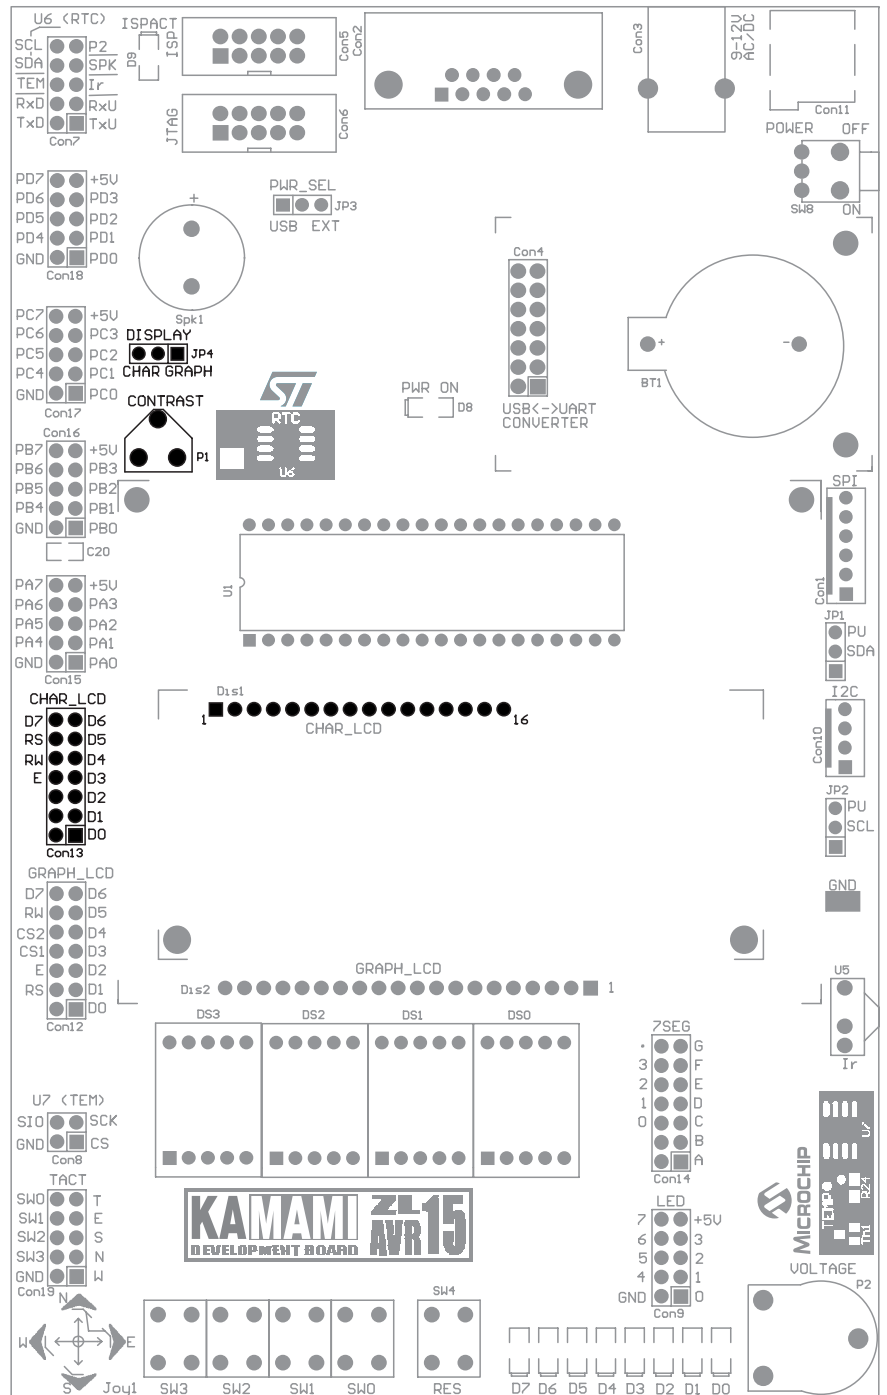 U6 (RTC)
SCL P2
SDA SPK
TEM Ir
RxD RxU
TxD TxU
Con7
ISPACT
D9
ISP
Con5
JTAG
Con6
Con2
Con3
9-12V
AC/DC
Con11
POWER OFF
SW8 ON
PD7 +5V
PD6 PD3
PD5 PD2
PD4 PD1
GND PD0
Con18
+
Spk1
PWR_SEL
JP3
USB EXT
Con4
USB<->UART
CONVERTER
+ -
BT1
PC7 +5V
PC6 PC3
PC5 PC2
PC4 PC1
GND PC0
Con17
DISPLAY
JP4
CHAR GRAPH
CONTRAST
P1
ST
RTC
U6
PWR ON
D8
Con16
PB7 +5V
PB6 PB3
PB5 PB2
PB4 PB1
GND PB0
C20
U1
SPI
Con1
JP1
PU
SDA
PA7 +5V
PA6 PA3
PA5 PA2
PA4 PA1
GND PA0
Con15
I2C
Con10
JP2
PU
SCL
GND
CHAR_LCD
D7 D6
RS D5
RW D4
E D3
D2
D1
D0
Con13
Dis1
1 16
CHAR_LCD
GRAPH_LCD
D7 D6
RW D5
CS2 D4
CS1 D3
E D2
RS D1
D0
Con12
GRAPH_LCD
Dis2 1
U5
Ir
DS3 DS2 DS1 DS0
7SEG
. G
3 F
2 E
1 D
0 C
B
A
Con14
U7 (TEM)
SIO SCK
GND CS
Con8
TACT
SW0 T
SW1 E
SW2 S
SW3 N
GND W
Con19
KAMAMI
DEVELOPMENT BOARD
ZL
AVR
15
LED
7 +5V
6 3
5 2
4 1
GND 0
Con9
MICROCHIP
TEMP
U7
R24
TH1
VOLTAGE
P2
N
W E
S
Joy1
SW3 SW2 SW1 SW0
SW4
RES
D7 D6 D5 D4 D3 D2 D1 D0